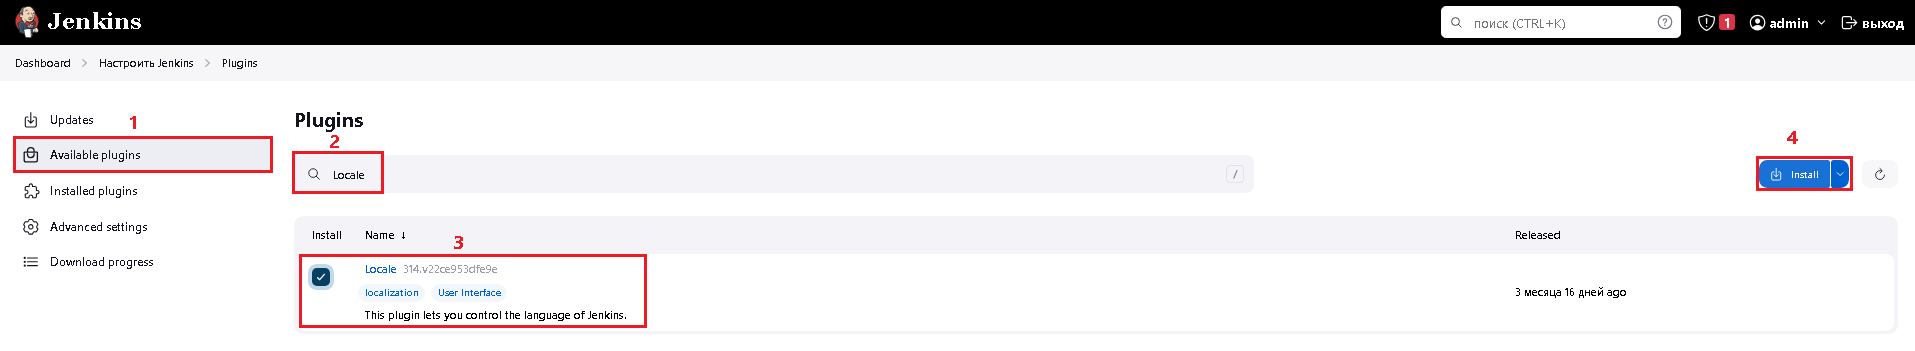 Jenkins
поиск (CTRL+K)
1
admin
выход
Dashboard
Настроить Jenkins
Plugins
Updates
1
Available plugins
Installed plugins
Advanced settings
Download progress
Plugins
2
Locale
/
4
Install
Install
Name ↓
Released
3
Locale 314.v22ce953dfe9e
localization
User Interface
This plugin lets you control the language of Jenkins.
3 месяца 16 дней ago